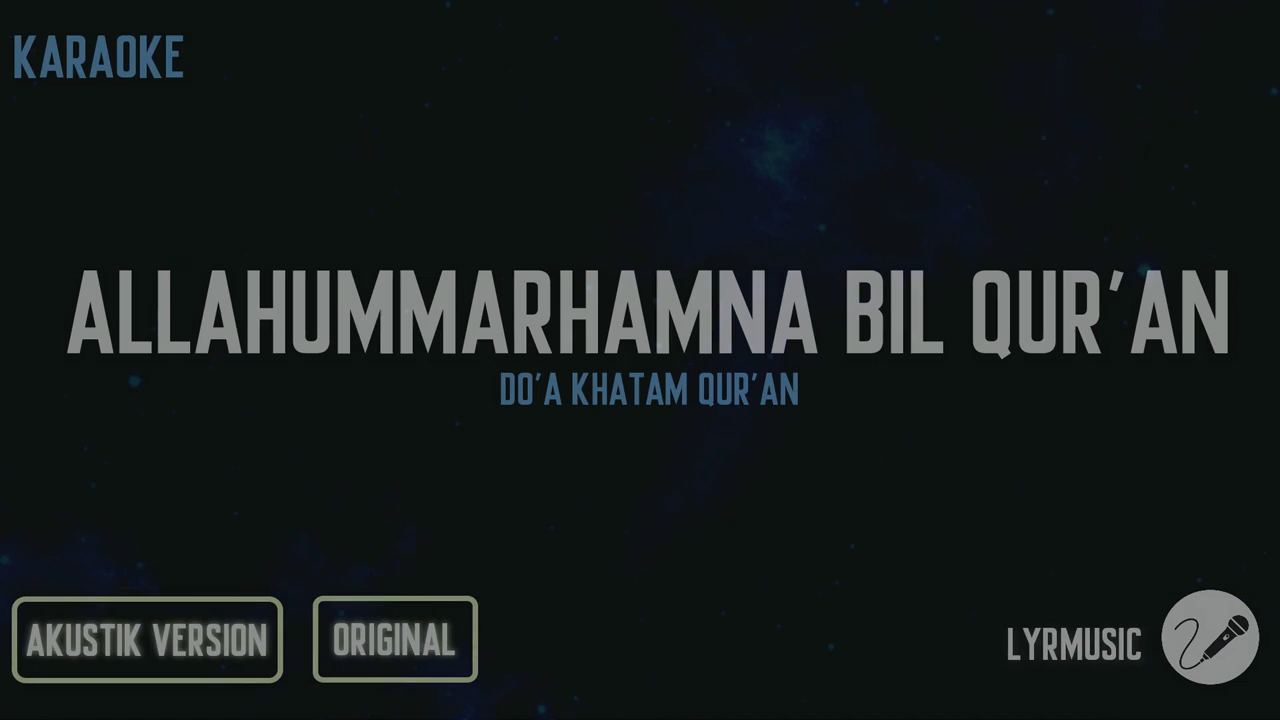 KARAOKE
ALLAHUMMARHAMNA BIL QUR'AN
DO'A KHATAM QUR'AN
AKUSTIK VERSION
ORIGINAL
LYRMUSIC